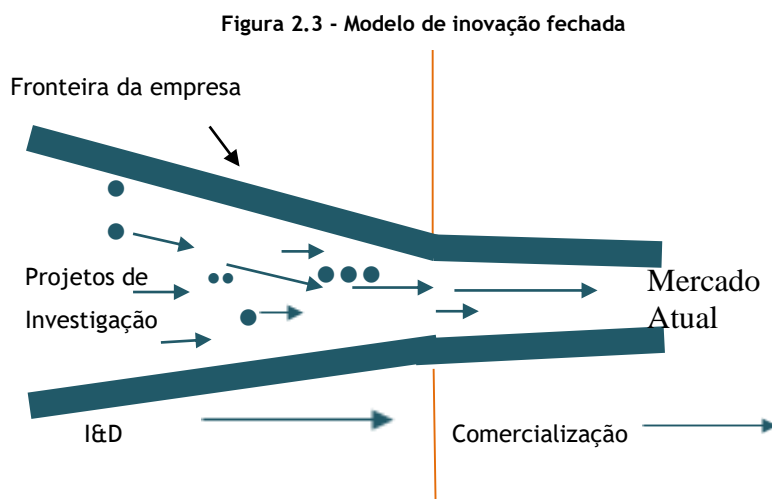 Figura 2.3 - Modelo de inovação fechada
Fronteira da empresa
Projetos de
Investigação
Mercado
Atual
I&D
Comercialização